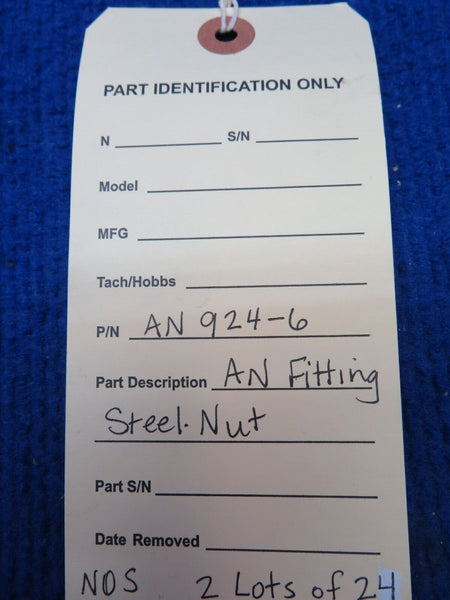 PART IDENTIFICATION ONLY
N S/N
Model
MFG
Tach/Hobbs
P/N AN 924-6
Part Description AN Fitting
Steel. Nut
Part S/N
Date Removed
NOS 2 Lots of 24